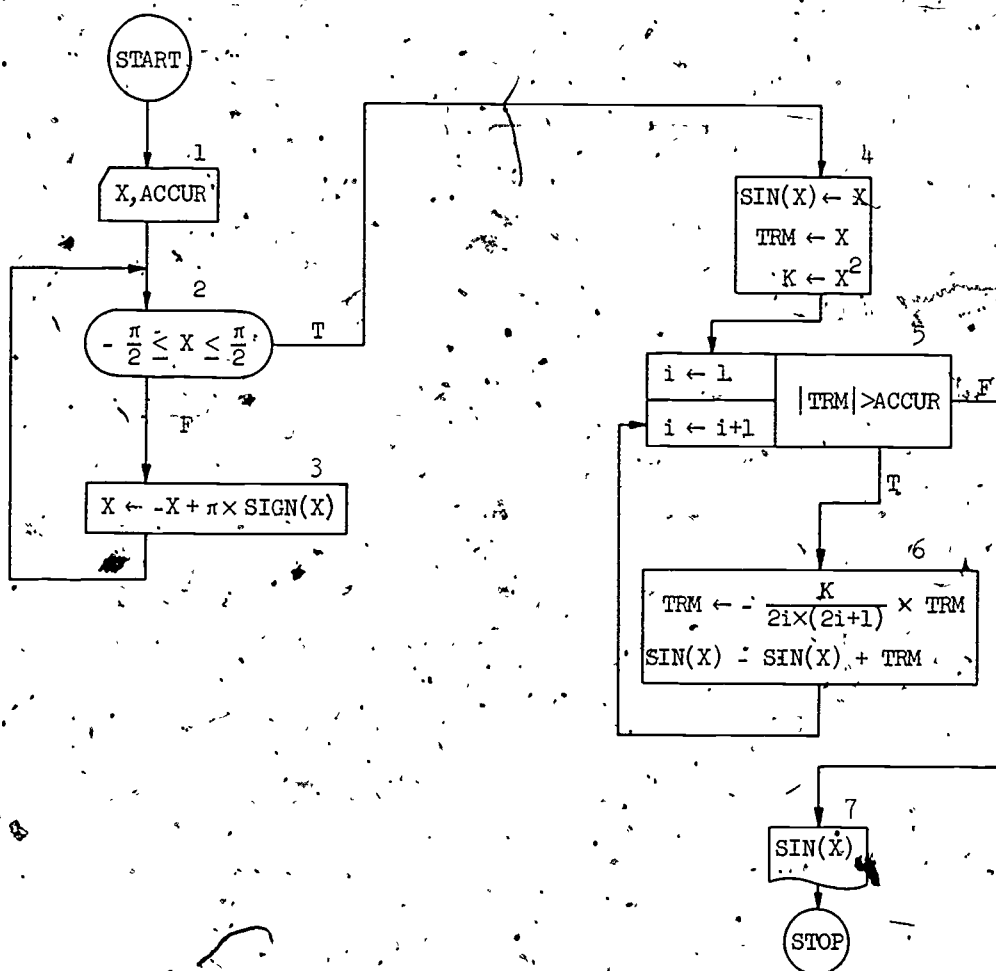 START
1
X, ACCUR
2
- π/2 ≤ X ≤ π/2
T
F
3
X ← -X + π × SIGN(X)
4
SIN(X) ← X
TRM ← X
K ← X²
5
i ← 1
i ← i+1
|TRM|>ACCUR
F
T
6
TRM ← - K/(2i×(2i+1)) × TRM
SIN(X) - SIN(X) + TRM
7
SIN(X)
STOP